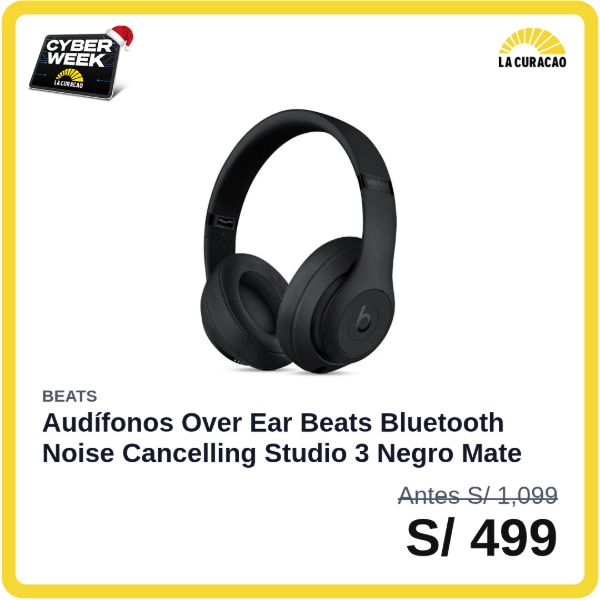 CYBER
WEEK
LA CURACAO
LA CURACAO
b
BEATS
Audífonos Over Ear Beats Bluetooth
Noise Cancelling Studio 3 Negro Mate
Antes S/ 1,099
S/ 499